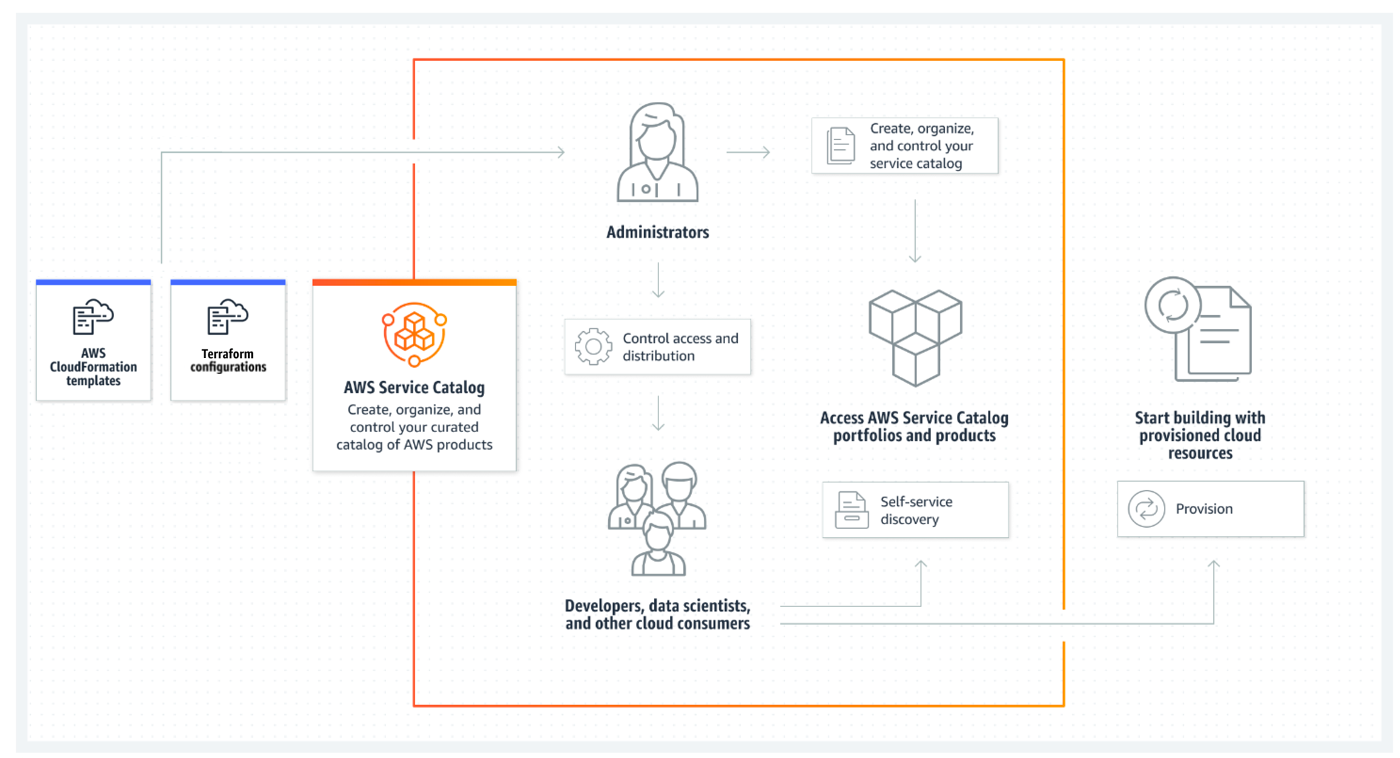 Create, organize,
and control your
service catalog
Administrators
AWS
CloudFormation
templates
Terraform
configurations
AWS Service Catalog
Create, organize, and
control your curated
catalog of AWS products
Control access and
distribution
Access AWS Service Catalog
portfolios and products
Start building with
provisioned cloud
resources
Self-service
discovery
Provision
Developers, data scientists,
and other cloud consumers